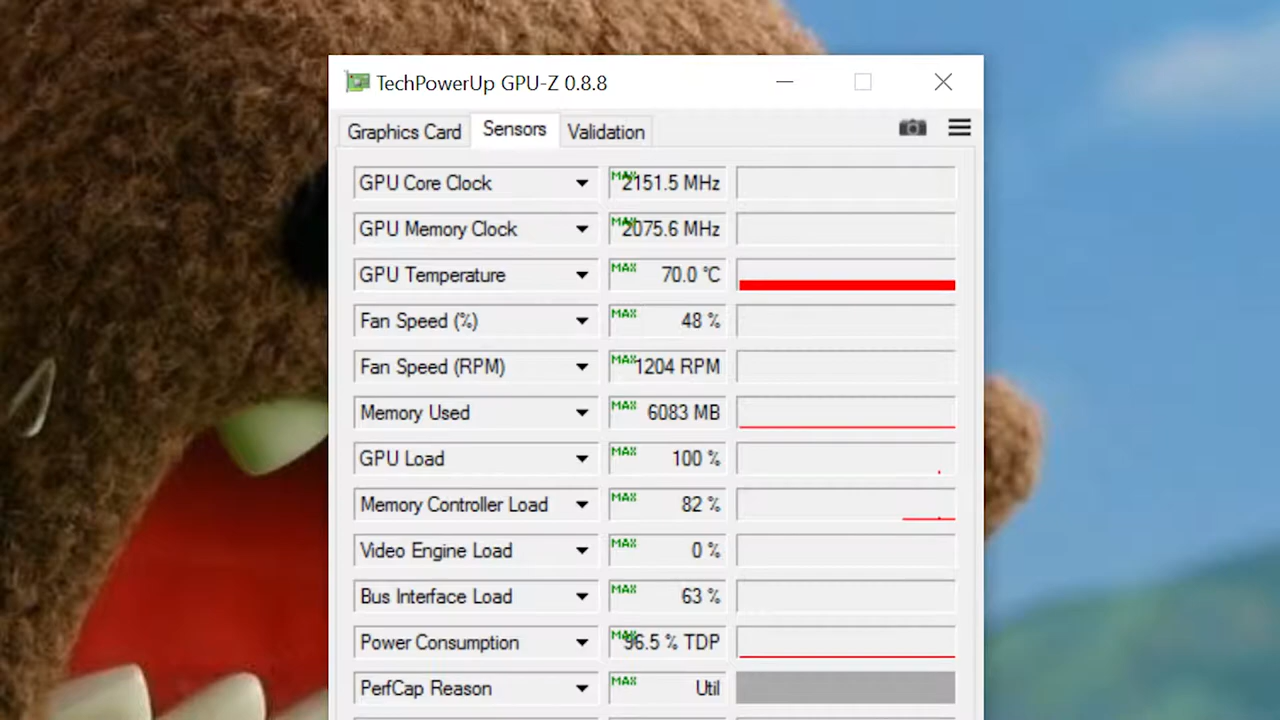 TechPowerUp GPU-Z 0.8.8
Graphics Card Sensors Validation
GPU Core Clock MAX 2151.5 MHz
GPU Memory Clock MAX 2075.6 MHz
GPU Temperature MAX 70.0 °C
Fan Speed (%) MAX 48 %
Fan Speed (RPM) MAX 1204 RPM
Memory Used MAX 6083 MB
GPU Load MAX 100 %
Memory Controller Load MAX 82 %
Video Engine Load MAX 0 %
Bus Interface Load MAX 63 %
Power Consumption MAX 96.5 % TDP
PerfCap Reason MAX Util